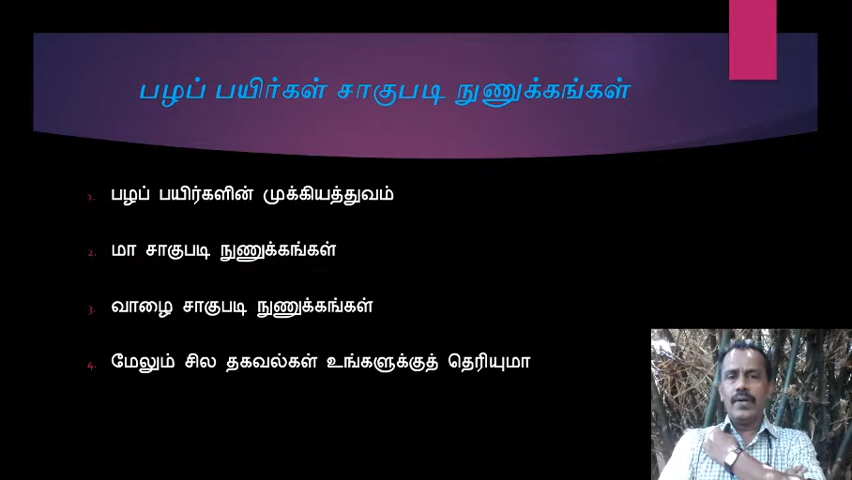 பழப் பயிர்கள் சாகுபடி நுணுக்கங்கள்
1. பழப் பயிர்களின் முக்கியத்துவம்
2. மா சாகுபடி நுணுக்கங்கள்
3. வாழை சாகுபடி நுணுக்கங்கள்
4. மேலும் சில தகவல்கள் உங்களுக்குத் தெரியுமா